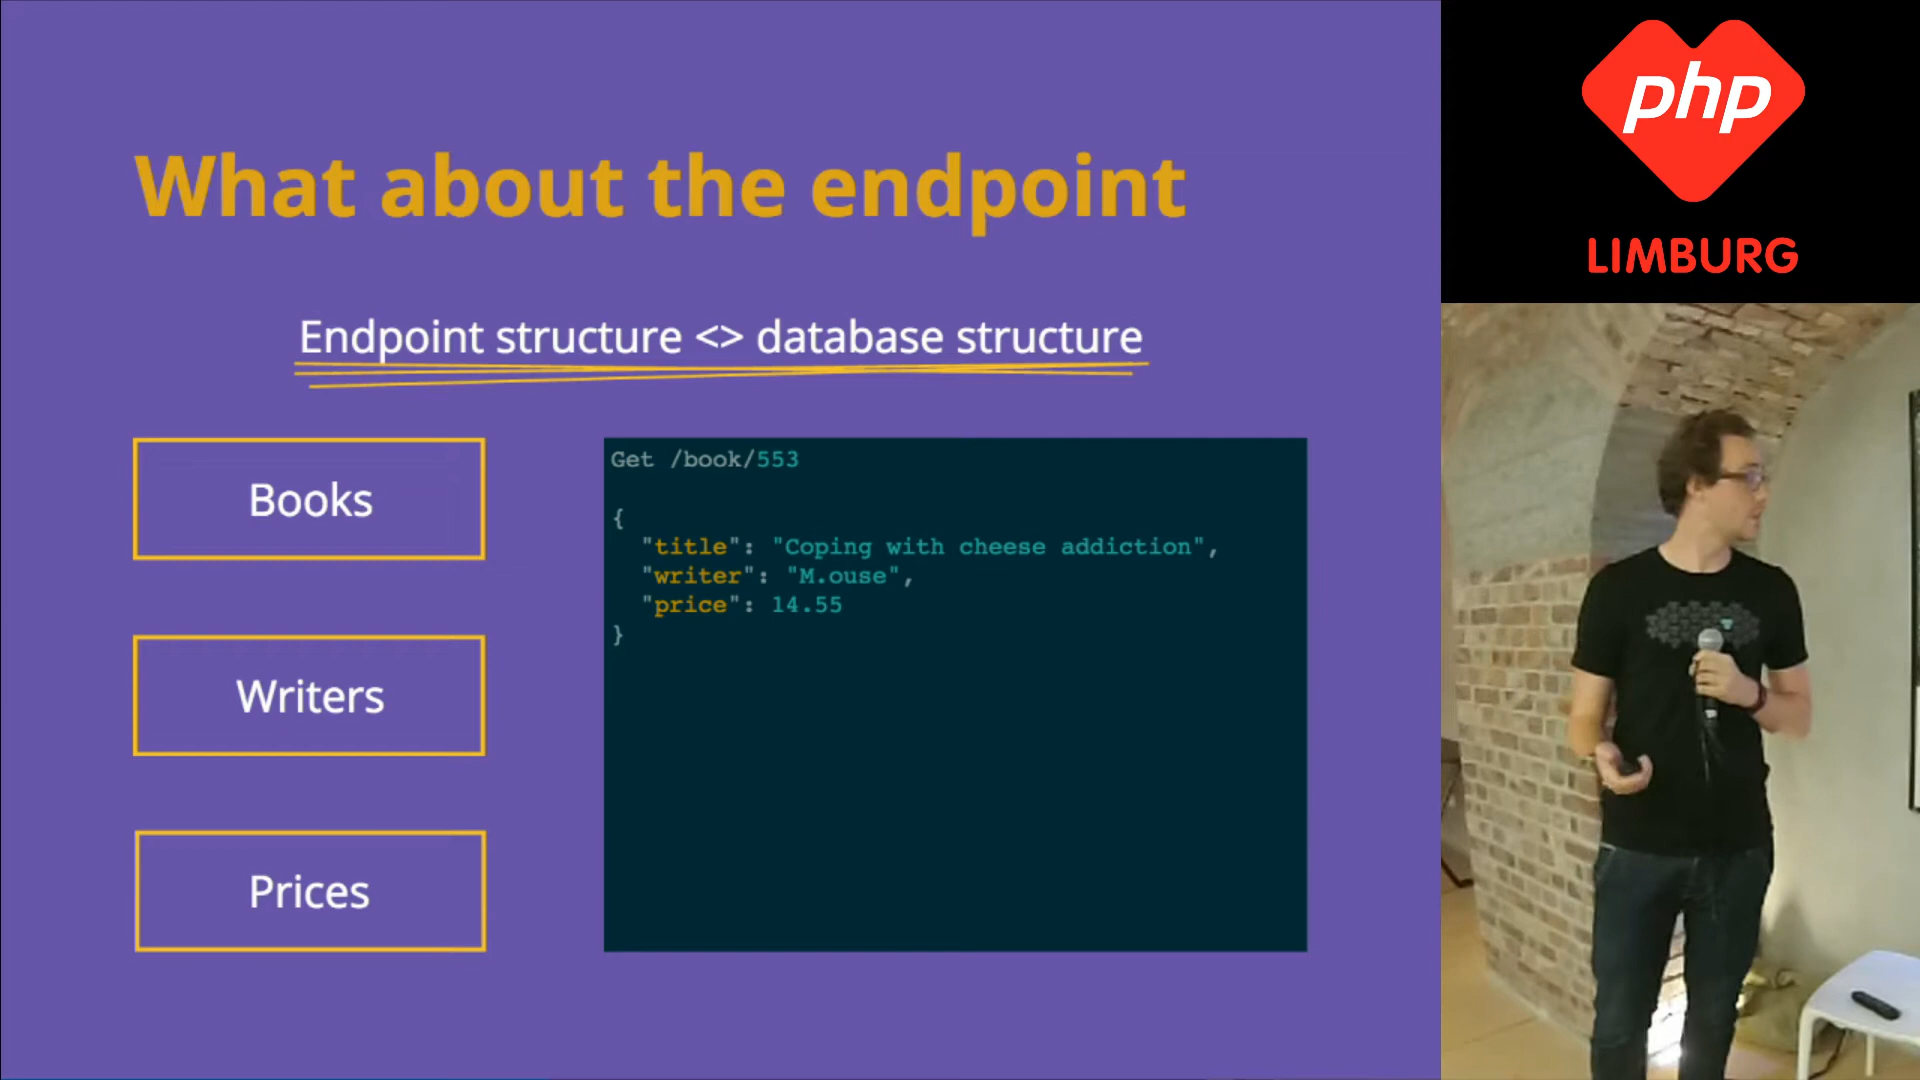 What about the endpoint
Endpoint structure <> database structure
Books
Writers
Prices
Get /book/553
{
"title": "Coping with cheese addiction",
"writer": "M.ouse",
"price": 14.55
}
php
LIMBURG